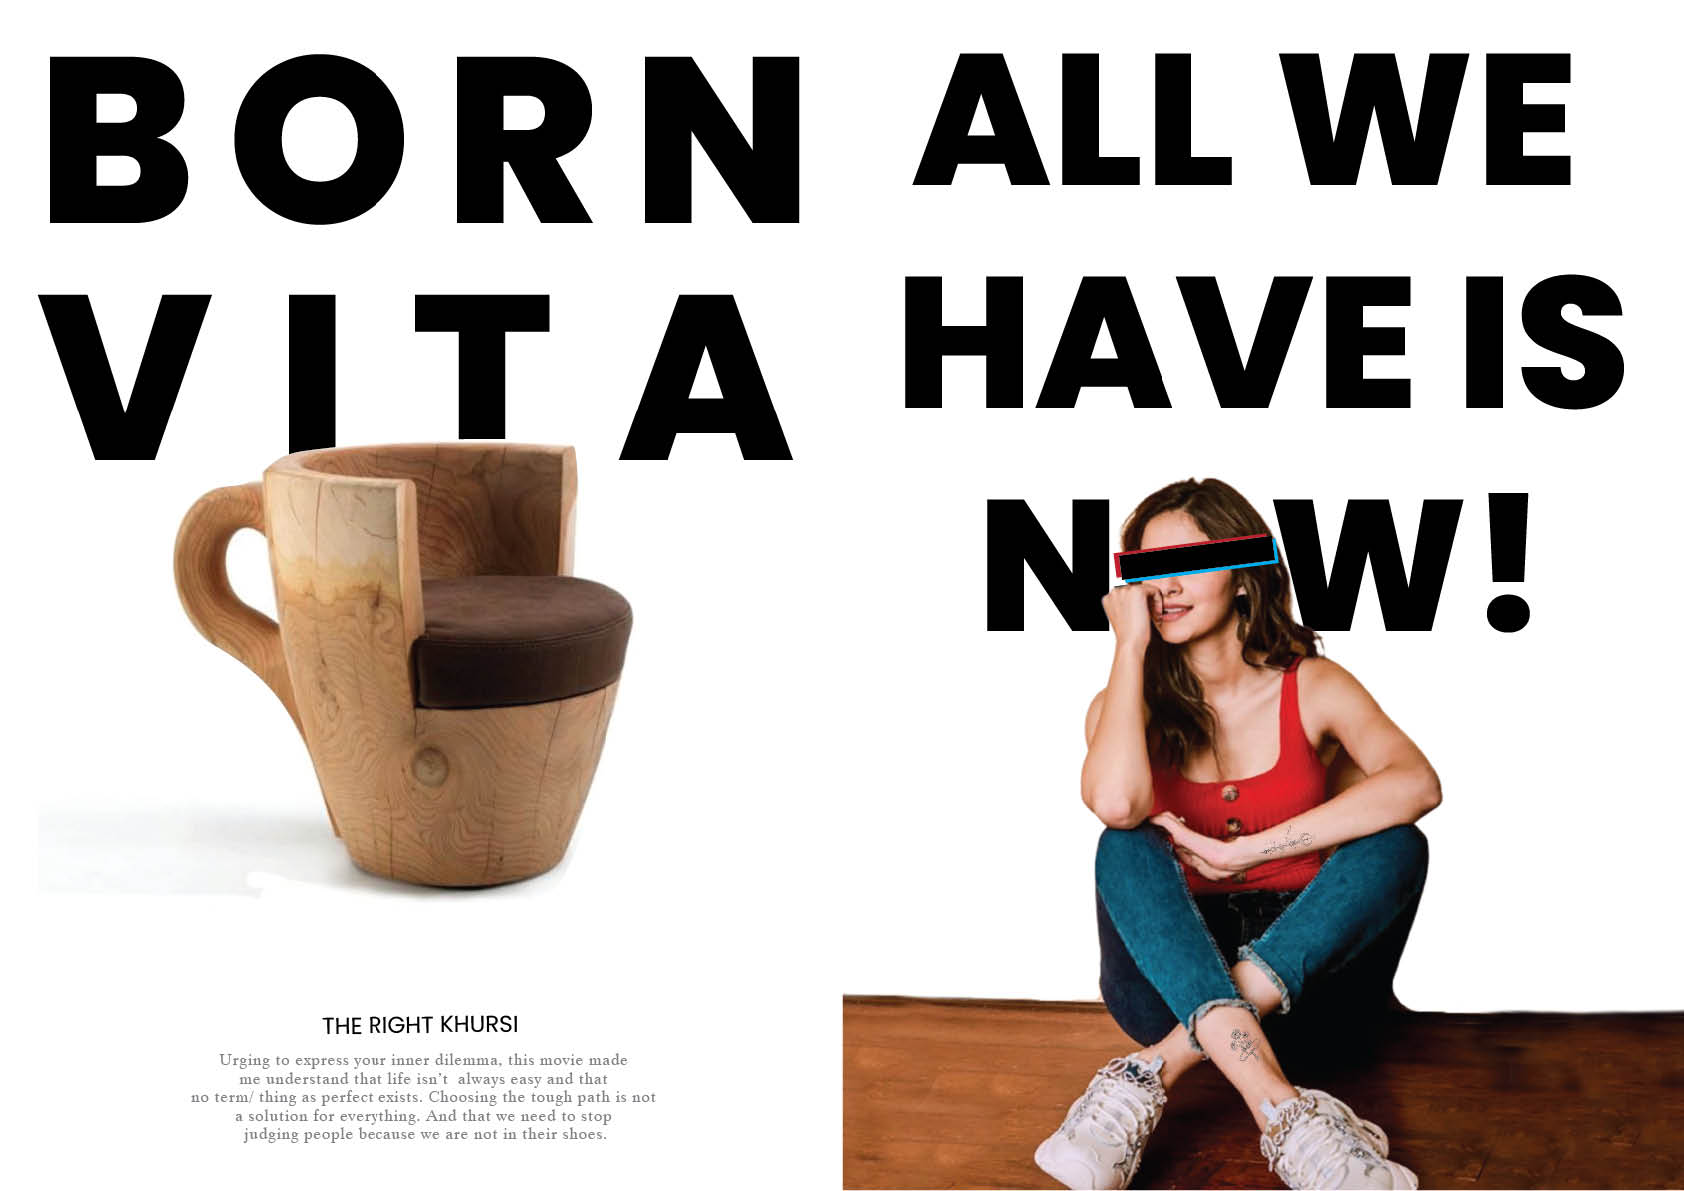 BORN
VITA
THE RIGHT KHURSI
Urging to express your inner dilemma, this movie made
me understand that life isn't  always easy and that
no term/ thing as perfect exists. Choosing the tough path is not
a solution for everything. And that we need to stop
judging people because we are not in their shoes.
ALL WE
HAVE IS
NOW!